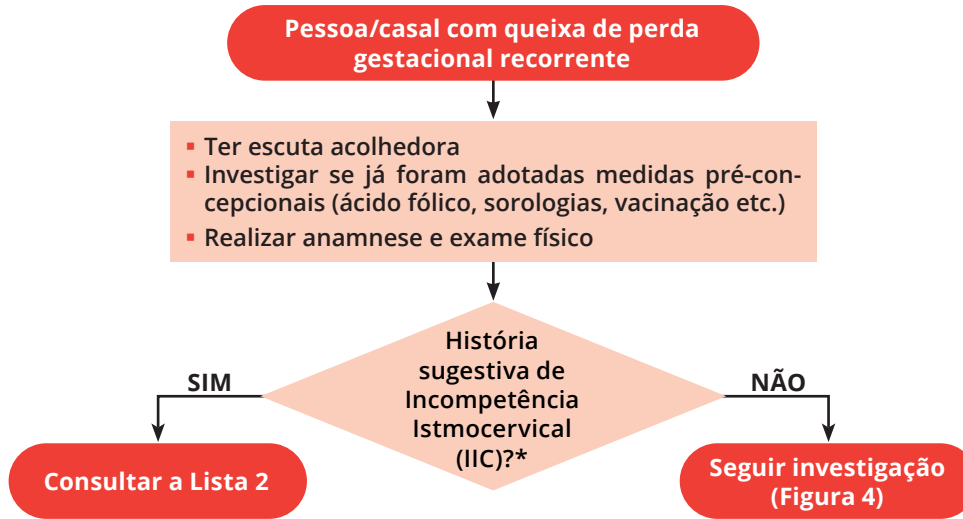 Pessoa/casal com queixa de perda
gestacional recorrente
▪ Ter escuta acolhedora
▪ Investigar se já foram adotadas medidas pré-con-
cepcionais (ácido fólico, sorologias, vacinação etc.)
▪ Realizar anamnese e exame físico
História
sugestiva de
Incompetência
Istmocervical
(IIC)?*
SIM
NÃO
Consultar a Lista 2
Seguir investigação
(Figura 4)